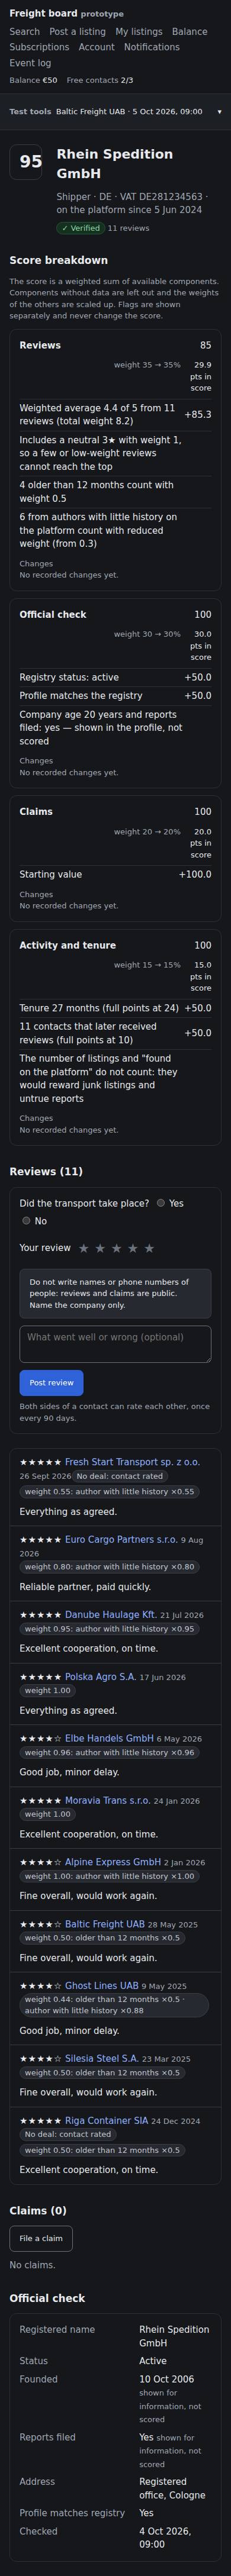 Freight board prototype
Search Post a listing My listings Balance
Subscriptions Account Notifications
Event log
Balance €50 · Free contacts 2/3
Test tools Baltic Freight UAB · 5 Oct 2026, 09:00 ▾
95
Rhein Spedition
GmbH
Shipper · DE · VAT DE281234563 ·
on the platform since 5 Jun 2024
✓ Verified 11 reviews
Score breakdown
The score is a weighted sum of available components.
Components without data are left out and the weights
of the others are scaled up. Flags are shown
separately and never change the score.
Reviews 85
weight 35 → 35% 29.9
pts in
score
Weighted average 4.4 of 5 from 11
reviews (total weight 8.2) +85.3
Includes a neutral 3★ with weight 1,
so a few or low-weight reviews
cannot reach the top
4 older than 12 months count with
weight 0.5
6 from authors with little history on
the platform count with reduced
weight (from 0.3)
Changes
No recorded changes yet.
Official check 100
weight 30 → 30% 30.0
pts in
score
Registry status: active +50.0
Profile matches the registry +50.0
Company age 20 years and reports
filed: yes — shown in the profile, not
scored
Changes
No recorded changes yet.
Claims 100
weight 20 → 20% 20.0
pts in
score
Starting value +100.0
Changes
No recorded changes yet.
Activity and tenure 100
weight 15 → 15% 15.0
pts in
score
Tenure 27 months (full points at 24) +50.0
11 contacts that later received
reviews (full points at 10) +50.0
The number of listings and "found
on the platform" do not count: they
would reward junk listings and
untrue reports
Changes
No recorded changes yet.
Reviews (11)
Did the transport take place? Yes
No
Your review ★ ★ ★ ★ ★
Do not write names or phone numbers of
people: reviews and claims are public.
Name the company only.
What went well or wrong (optional)
Post review
Both sides of a contact can rate each other, once
every 90 days.
★★★★★ Fresh Start Transport sp. z o.o.
26 Sept 2026 No deal: contact rated
weight 0.55: author with little history ×0.55
Everything as agreed.
★★★★★ Euro Cargo Partners s.r.o. 9 Aug
2026
weight 0.80: author with little history ×0.80
Reliable partner, paid quickly.
★★★★★ Danube Haulage Kft. 21 Jul 2026
weight 0.95: author with little history ×0.95
Excellent cooperation, on time.
★★★★★ Polska Agro S.A. 17 Jun 2026
weight 1.00
Everything as agreed.
★★★★☆ Elbe Handels GmbH 6 May 2026
weight 0.96: author with little history ×0.96
Good job, minor delay.
★★★★★ Moravia Trans s.r.o. 24 Jan 2026
weight 1.00
Excellent cooperation, on time.
★★★★☆ Alpine Express GmbH 2 Jan 2026
weight 1.00: author with little history ×1.00
Fine overall, would work again.
★★★★☆ Baltic Freight UAB 28 May 2025
weight 0.50: older than 12 months ×0.5
Fine overall, would work again.
★★★★☆ Ghost Lines UAB 9 May 2025
weight 0.44: older than 12 months ×0.5 ·
author with little history ×0.88
Good job, minor delay.
★★★★☆ Silesia Steel S.A. 23 Mar 2025
weight 0.50: older than 12 months ×0.5
Fine overall, would work again.
★★★★★ Riga Container SIA 24 Dec 2024
No deal: contact rated
weight 0.50: older than 12 months ×0.5
Excellent cooperation, on time.
Claims (0)
File a claim
No claims.
Official check
Registered name Rhein Spedition
GmbH
Status Active
Founded 10 Oct 2006
shown for
information, not
scored
Reports filed Yes shown for
information, not
scored
Address Registered
office, Cologne
Profile matches registry Yes
Checked 4 Oct 2026,
09:00